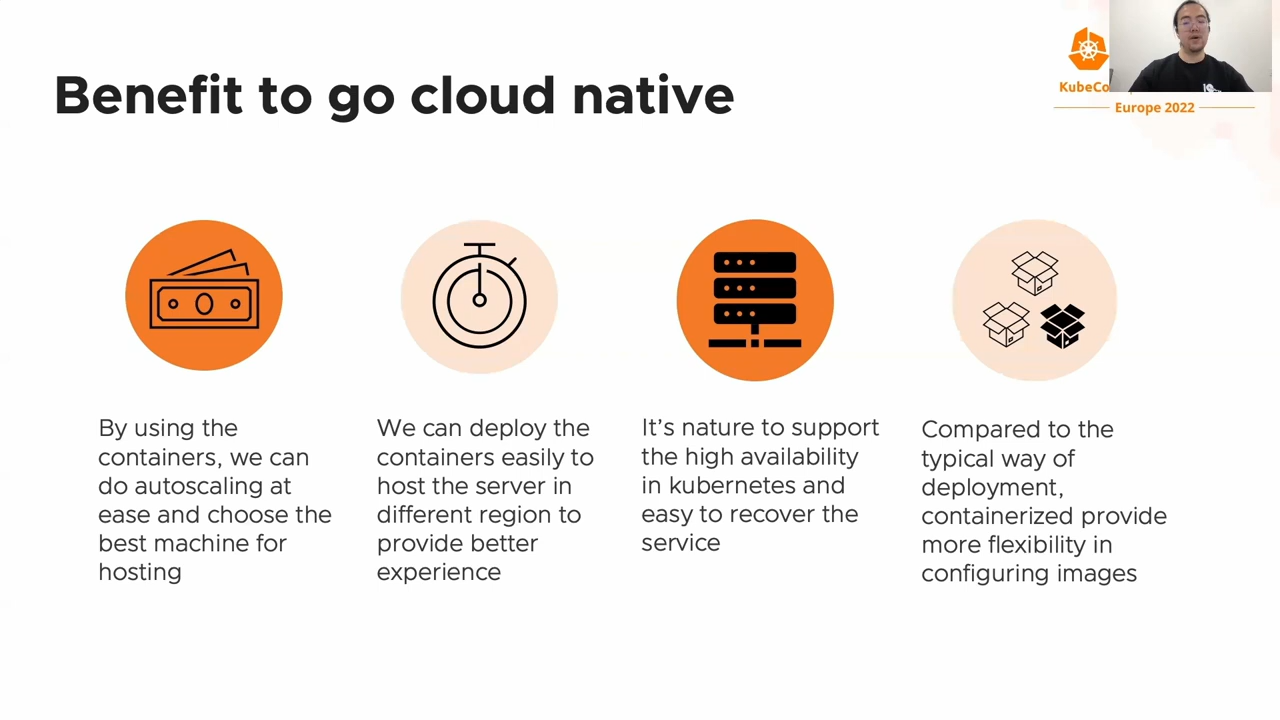 Benefit to go cloud native
KubeCo
Europe 2022
By using the
containers, we can
do autoscaling at
ease and choose the
best machine for
hosting
We can deploy the
containers easily to
host the server in
different region to
provide better
experience
It’s nature to support
the high availability
in kubernetes and
easy to recover the
service
Compared to the
typical way of
deployment,
containerized provide
more flexibility in
configuring images